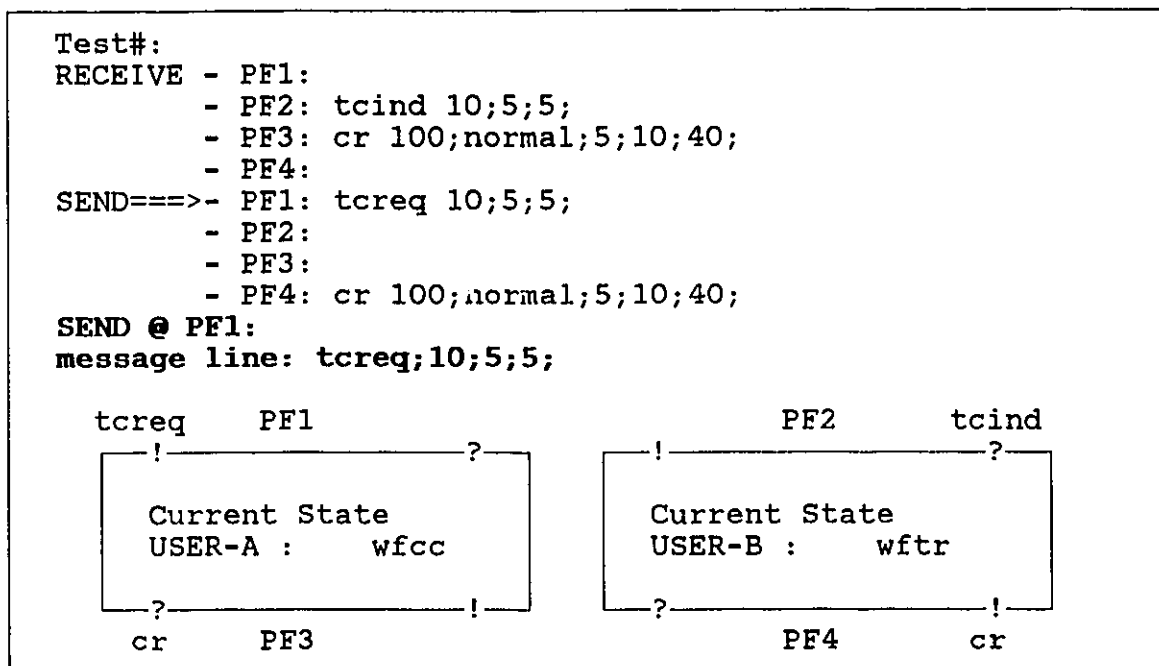 Test#:
RECEIVE - PF1:
- PF2: tcind 10;5;5;
- PF3: cr 100;normal;5;10;40;
- PF4:
SEND===>- PF1: tcreq 10;5;5;
- PF2:
- PF3:
- PF4: cr 100;normal;5;10;40;
SEND @ PF1:
message line: tcreq;10;5;5;
tcreq PF1 PF2 tcind
! ? ! ?
Current State Current State
USER-A : wfcc USER-B : wftr
? ! ? !
cr PF3 PF4 cr